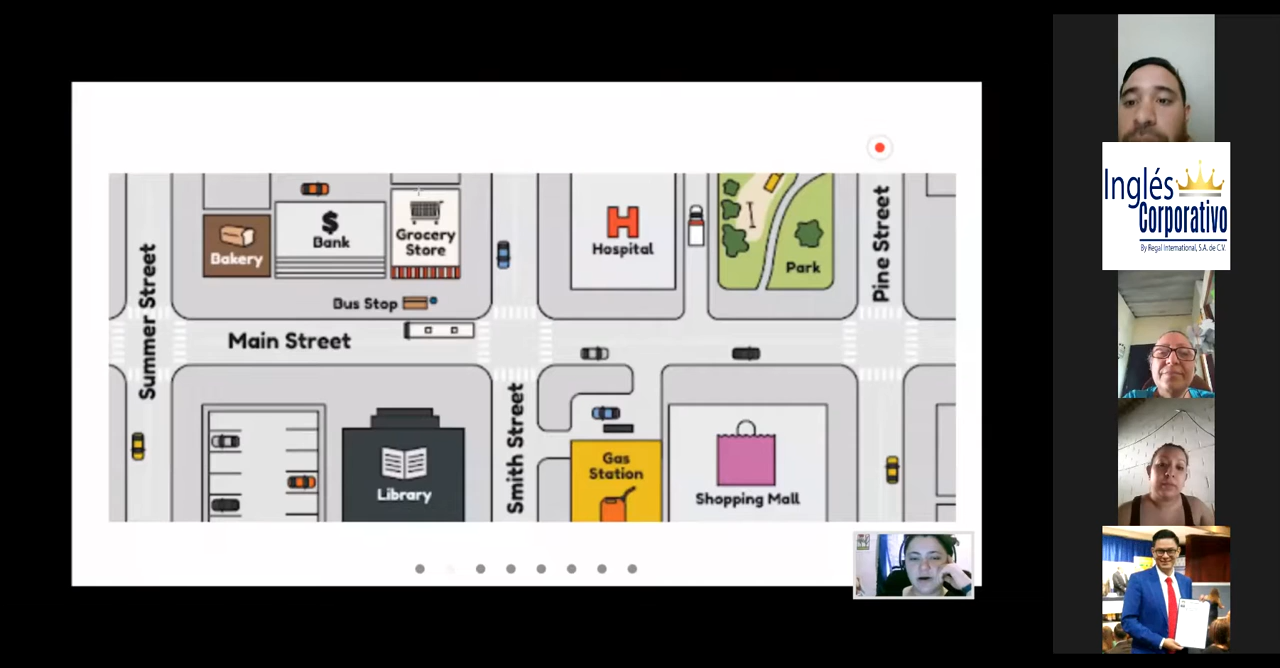 Summer Street
Bakery
$
Bank
Grocery
Store
Bus Stop
Main Street
H
Hospital
Park
Pine Street
Library
Smith Street
Gas
Station
Shopping Mall
Inglés
Corporativo
By Regal International, S.A. de C.V.